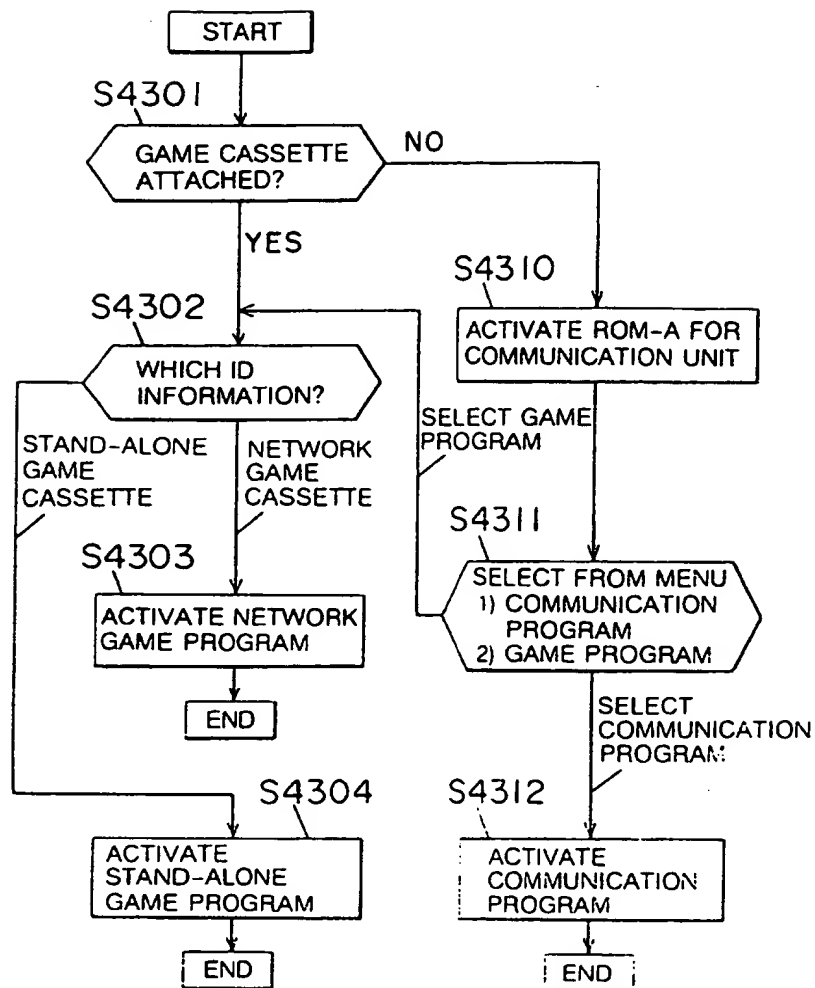 START
S4301
GAME CASSETTE
ATTACHED?
NO
YES
S4310
ACTIVATE ROM-A FOR
COMMUNICATION UNIT
S4302
WHICH ID
INFORMATION?
SELECT GAME
PROGRAM
STAND-ALONE
GAME
CASSETTE
NETWORK
GAME
CASSETTE
S4311
SELECT FROM MENU
1) COMMUNICATION
PROGRAM
2) GAME PROGRAM
S4303
ACTIVATE NETWORK
GAME PROGRAM
END
SELECT
COMMUNICATION
PROGRAM
S4304
ACTIVATE
STAND-ALONE
GAME PROGRAM
END
S4312
ACTIVATE
COMMUNICATION
PROGRAM
END